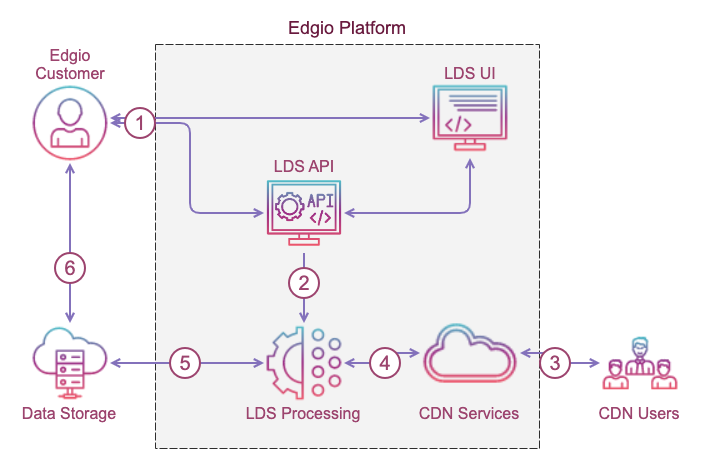 Edgio Platform
Edgio
Customer
LDS UI
</>
1
LDS API
API
</>
2
6
5
4
3
Data Storage
LDS Processing
CDN Services
CDN Users